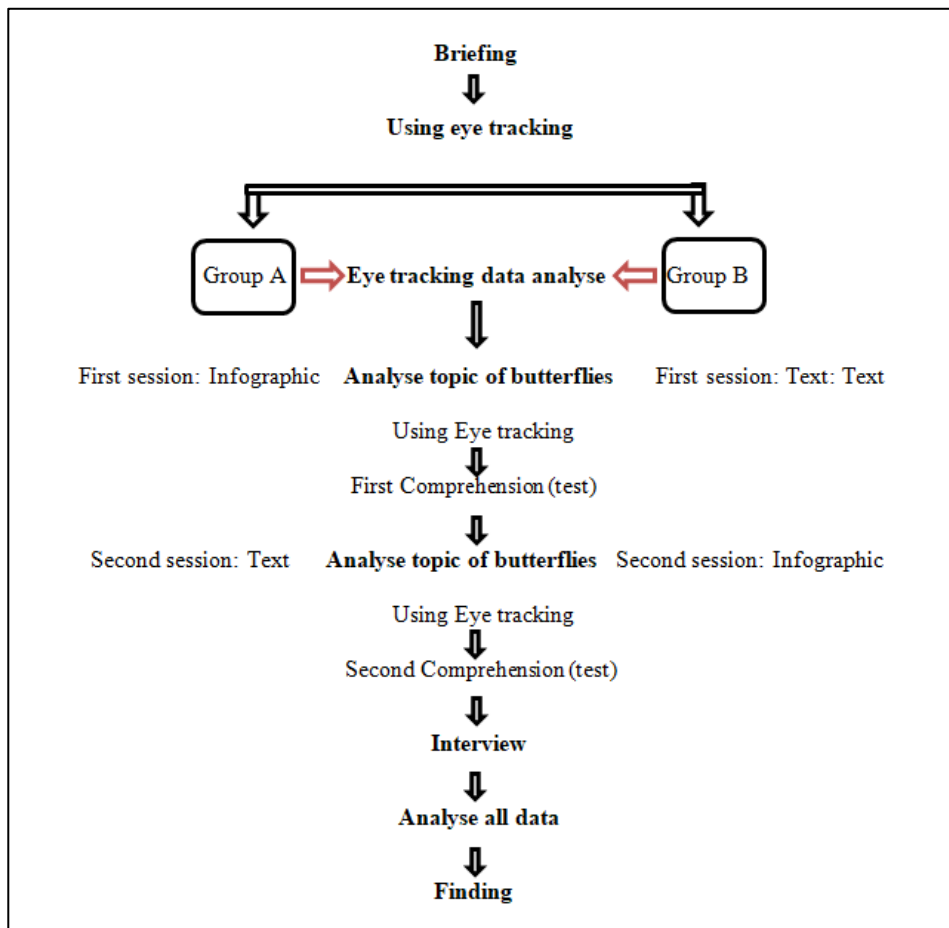 Briefing
Using eye tracking
Group A Eye tracking data analyse Group B
First session: Infographic Analyse topic of butterflies First session: Text: Text
Using Eye tracking
First Comprehension (test)
Second session: Text Analyse topic of butterflies Second session: Infographic
Using Eye tracking
Second Comprehension (test)
Interview
Analyse all data
Finding